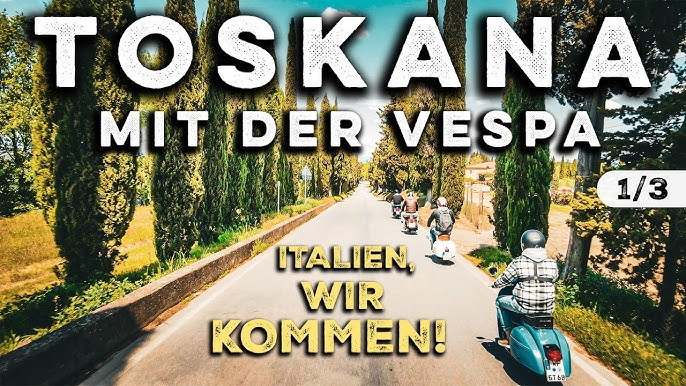 TOSKANA
MIT DER VESPA
1/3
ITALIEN,
WIR
KOMMEN!